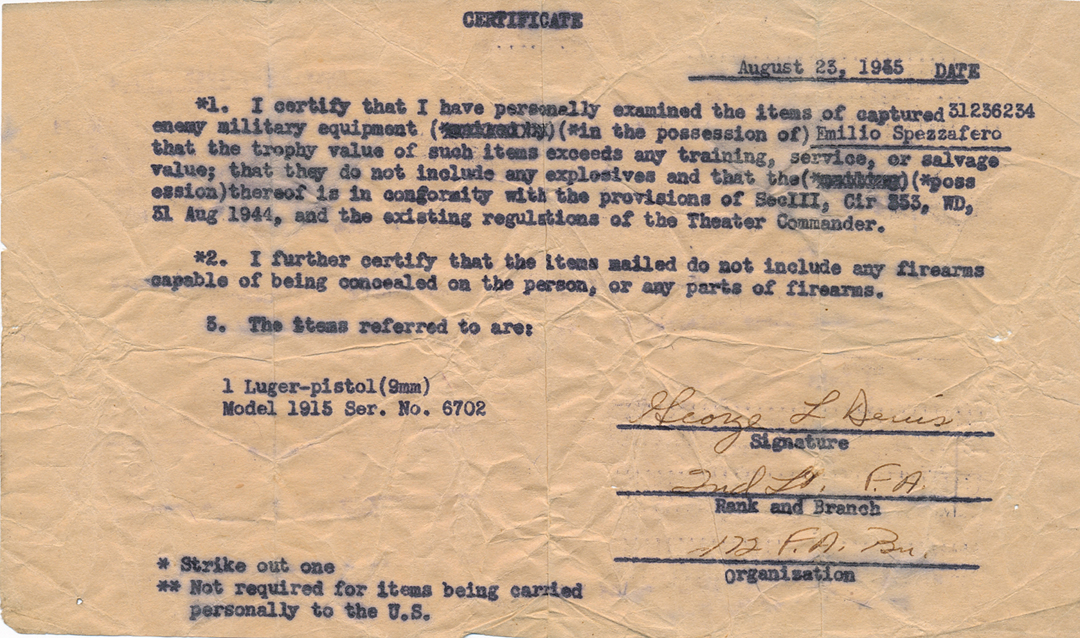 CERTIFICATE
August 23, 1945 DATE
*1. I certify that I have personally examined the items of captured 31236234
enemy military equipment (*)(*in the possession of) Emilio Spezzafero
that the trophy value of such items exceeds any training, service, or salvage
value; that they do not include any explosives and that the(*)(*poss
ession)thereof is in conformity with the provisions of SecIII, Cir 353, WD,
31 Aug 1944, and the existing regulations of the Theater Commander.
*2. I further certify that the items mailed do not include any firearms
capable of being concealed on the person, or any parts of firearms.
3. The items referred to are:
1 Luger-pistol(9mm)
Model 1915 Ser. No. 6702
George L Denis
Signature
2nd Lt. F.A.
Rank and Branch
172 F.A. Bn.
Organization
* Strike out one
** Not required for items being carried
personally to the U.S.